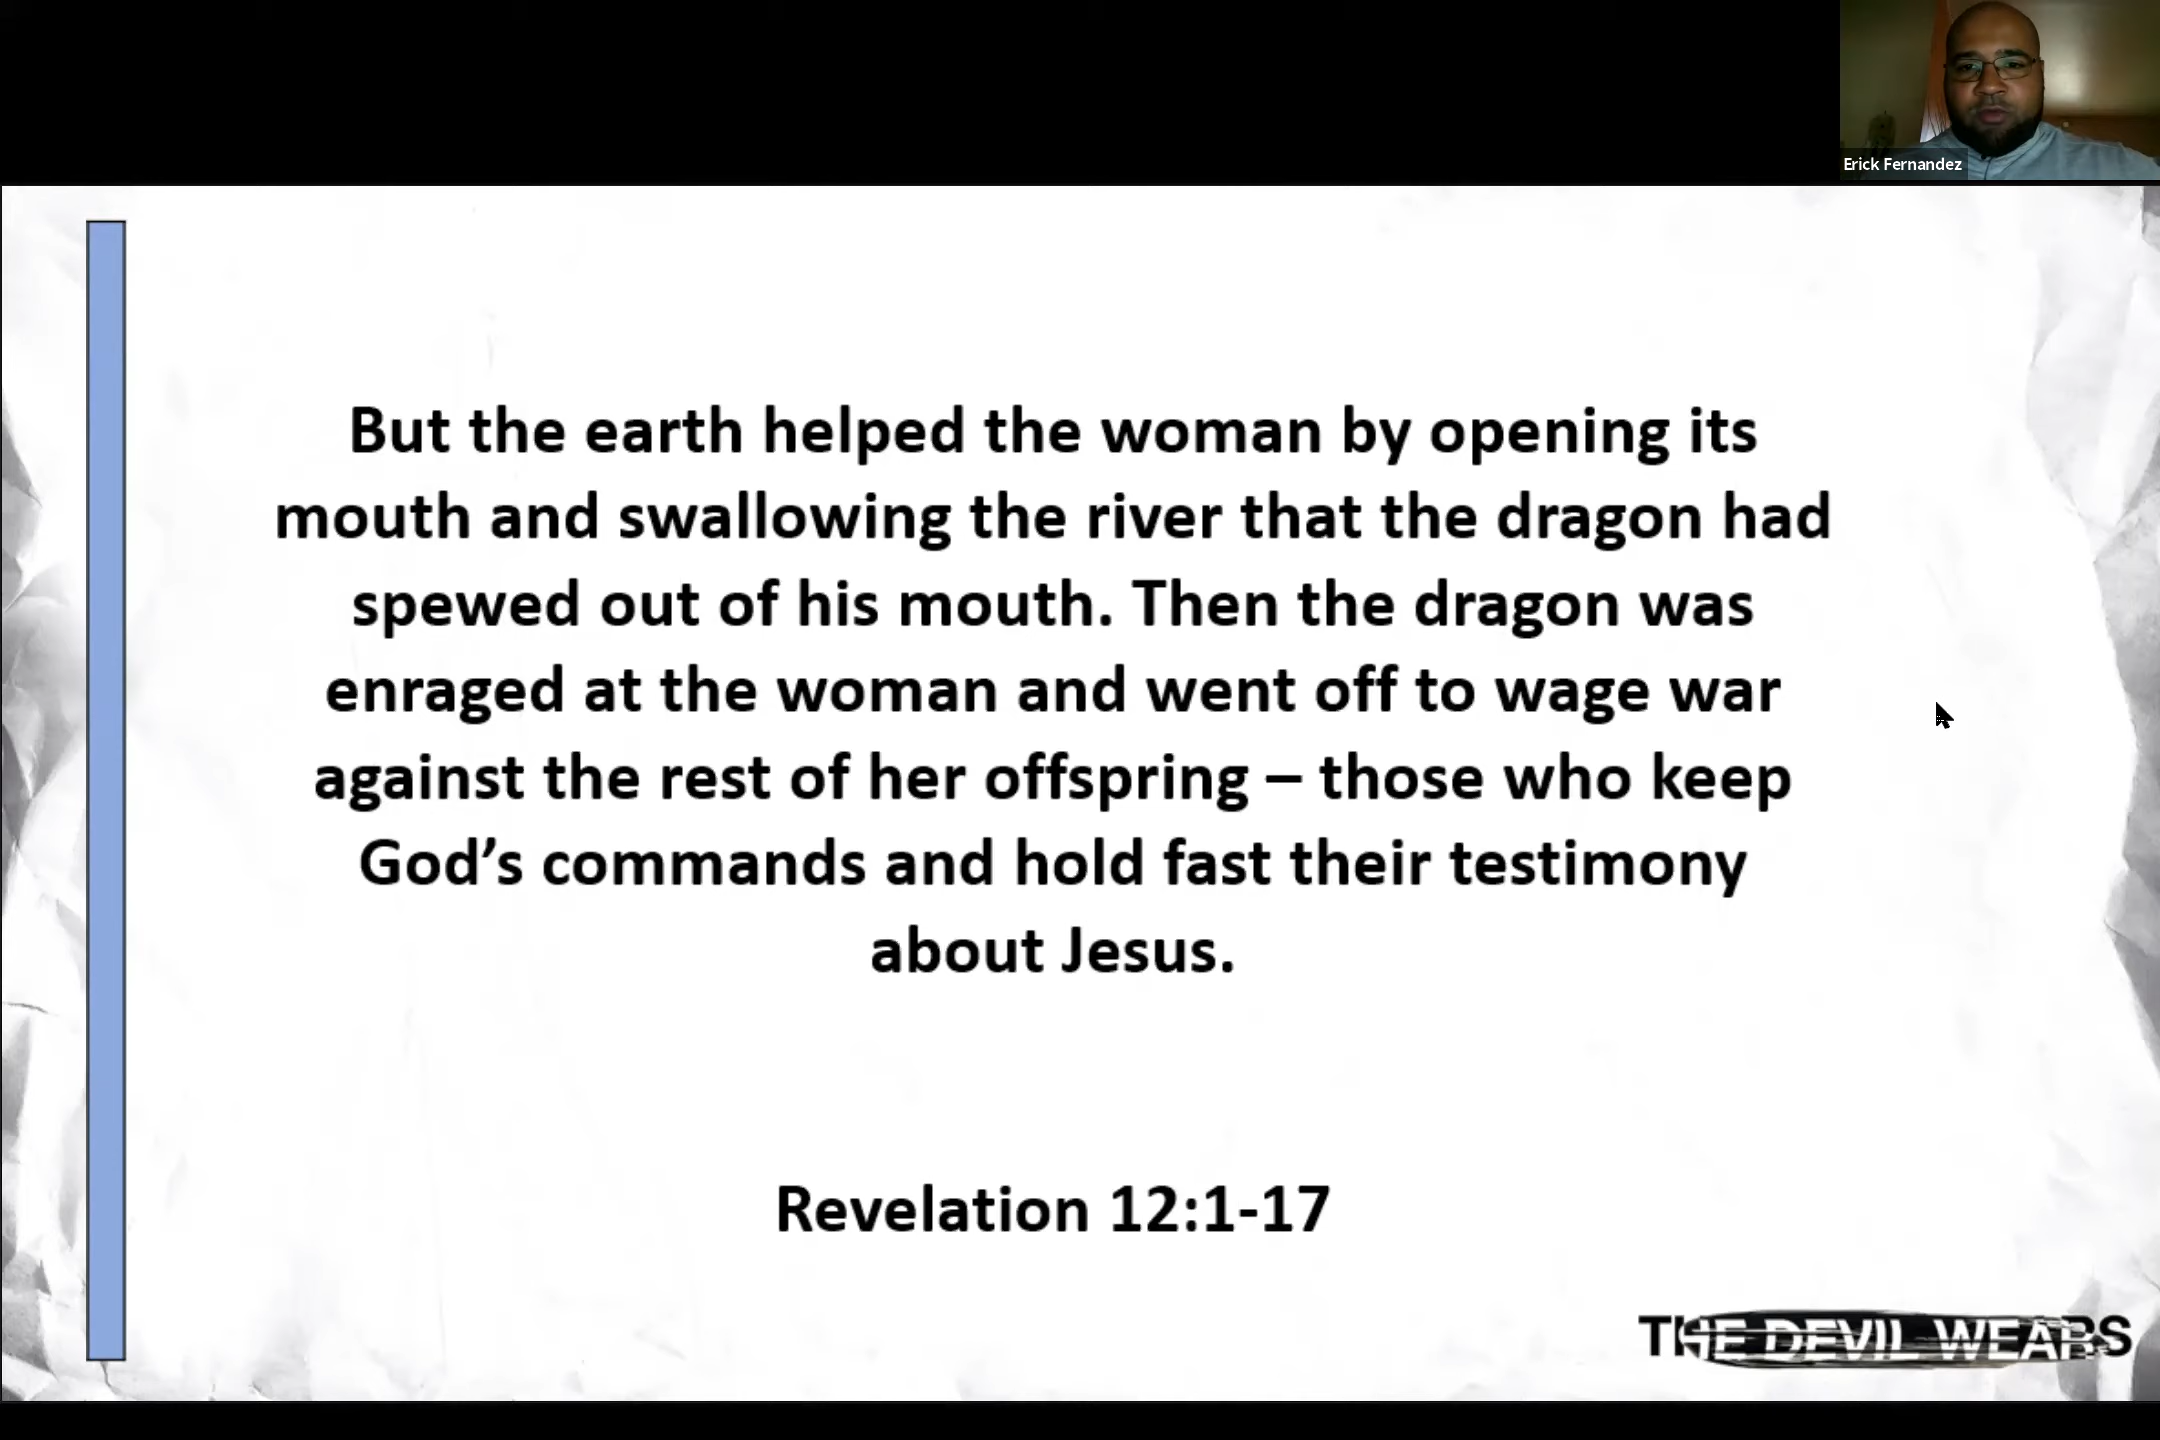 Erick Fernandez
But the earth helped the woman by opening its
mouth and swallowing the river that the dragon had
spewed out of his mouth. Then the dragon was
enraged at the woman and went off to wage war
against the rest of her offspring – those who keep
God’s commands and hold fast their testimony
about Jesus.
Revelation 12:1-17
THE DEVIL WEARS